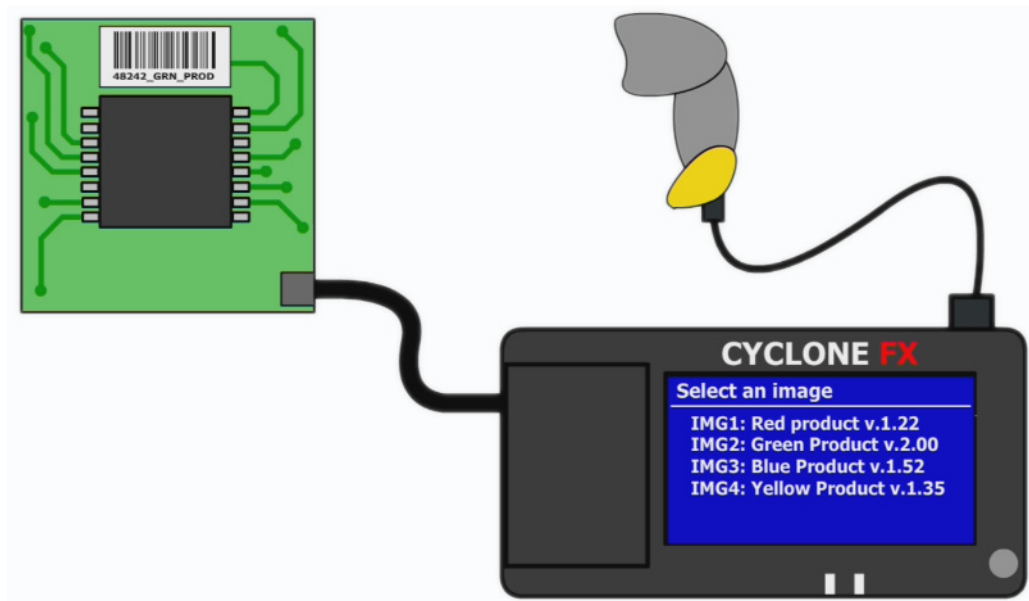 48242_GRN_PROD
CYCLONE FX
Select an image
IMG1: Red product v.1.22
IMG2: Green Product v.2.00
IMG3: Blue Product v.1.52
IMG4: Yellow Product v.1.35